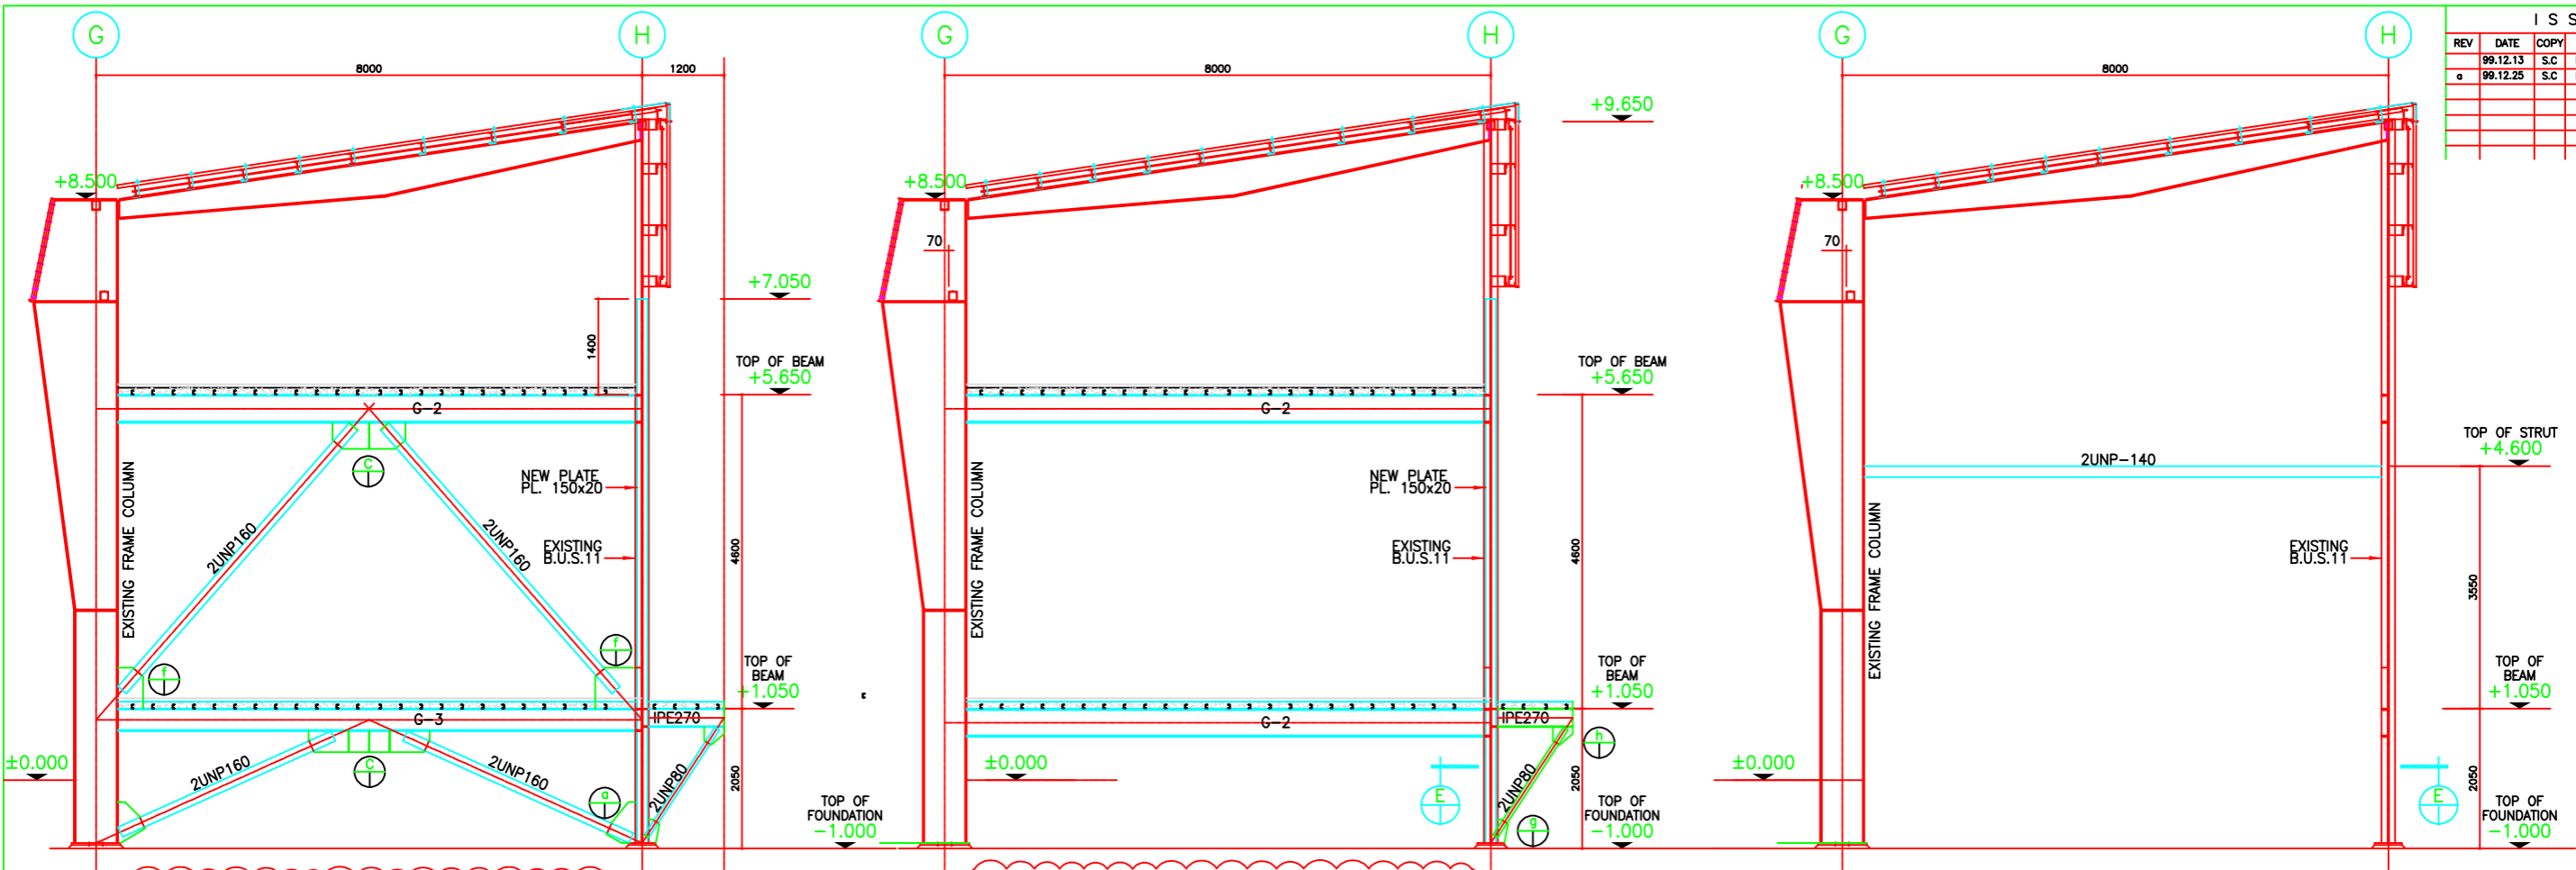 G
H
8000
1200
+8.500
+7.050
1400
TOP OF BEAM
+5.650
G-2
c
EXISTING FRAME COLUMN
NEW PLATE
PL. 150x20
2UNP160
2UNP160
EXISTING
B.U.S.11
4600
f
f
TOP OF
BEAM
+1.050
G-3
IPE270
±0.000
2UNP160
c
2UNP160
a
2UNP80
2050
TOP OF
FOUNDATION
-1.000
G
H
8000
+9.650
+8.500
70
TOP OF BEAM
+5.650
G-2
EXISTING FRAME COLUMN
NEW PLATE
PL. 150x20
EXISTING
B.U.S.11
4600
TOP OF
BEAM
+1.050
G-2
IPE270
h
±0.000
2UNP80
2050
E
g
TOP OF
FOUNDATION
-1.000
G
H
8000
+8.500
70
TOP OF STRUT
+4.600
2UNP-140
EXISTING FRAME COLUMN
EXISTING
B.U.S.11
3550
TOP OF
BEAM
+1.050
±0.000
2050
E
TOP OF
FOUNDATION
-1.000
I S S
REV DATE COPY
99.12.13 S.C
a 99.12.25 S.C